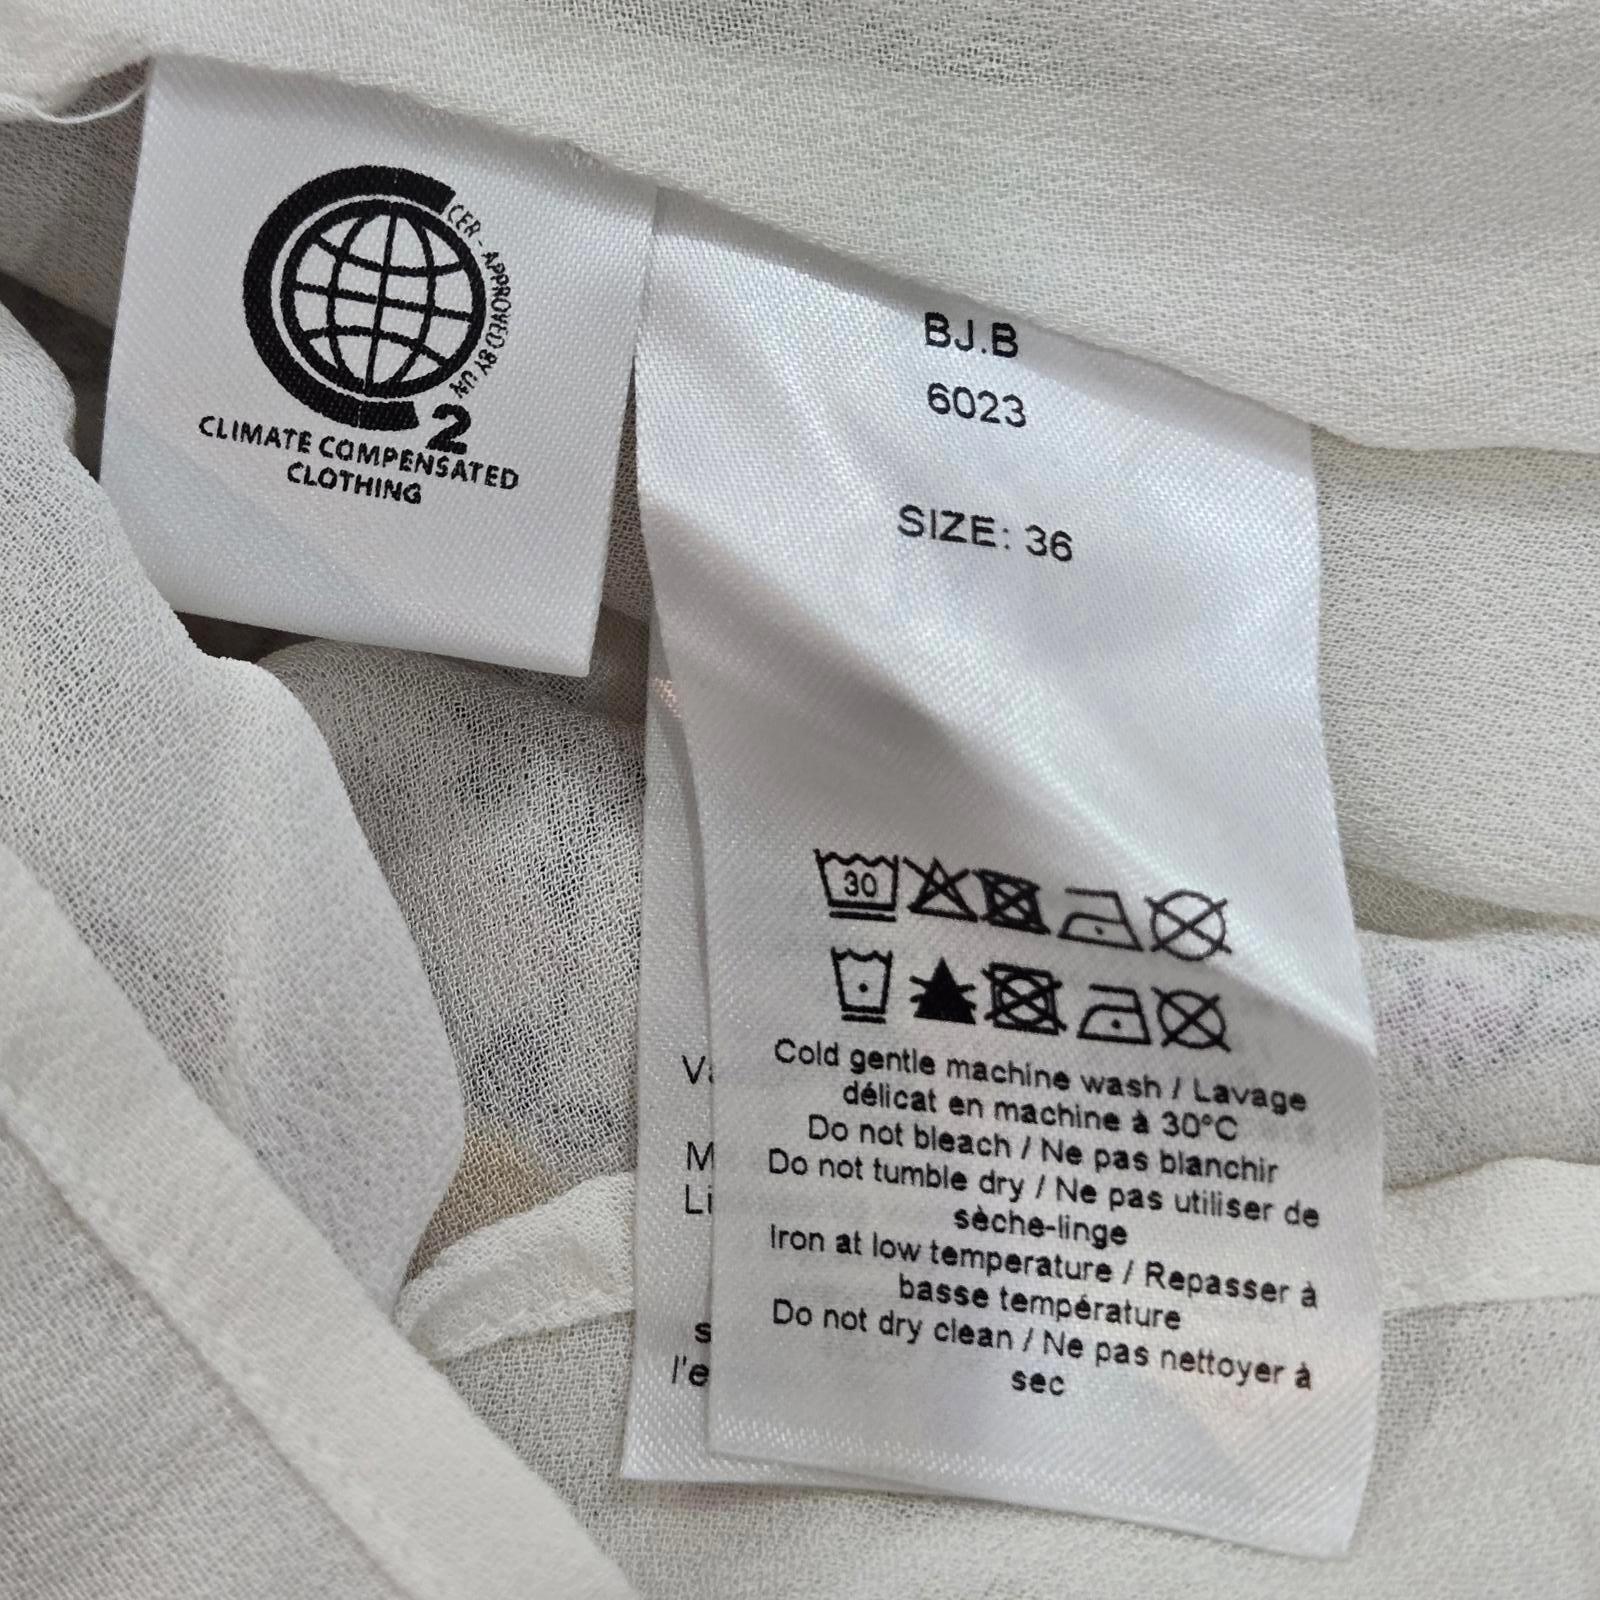 CER - APPROVED BY UN
2
CLIMATE COMPENSATED
CLOTHING
BJ.B
6023
SIZE: 36
30
Cold gentle machine wash / Lavage
délicat en machine à 30°C
Do not bleach / Ne pas blanchir
Do not tumble dry / Ne pas utiliser de
sèche-linge
Iron at low temperature / Repasser à
basse température
Do not dry clean / Ne pas nettoyer à
sec